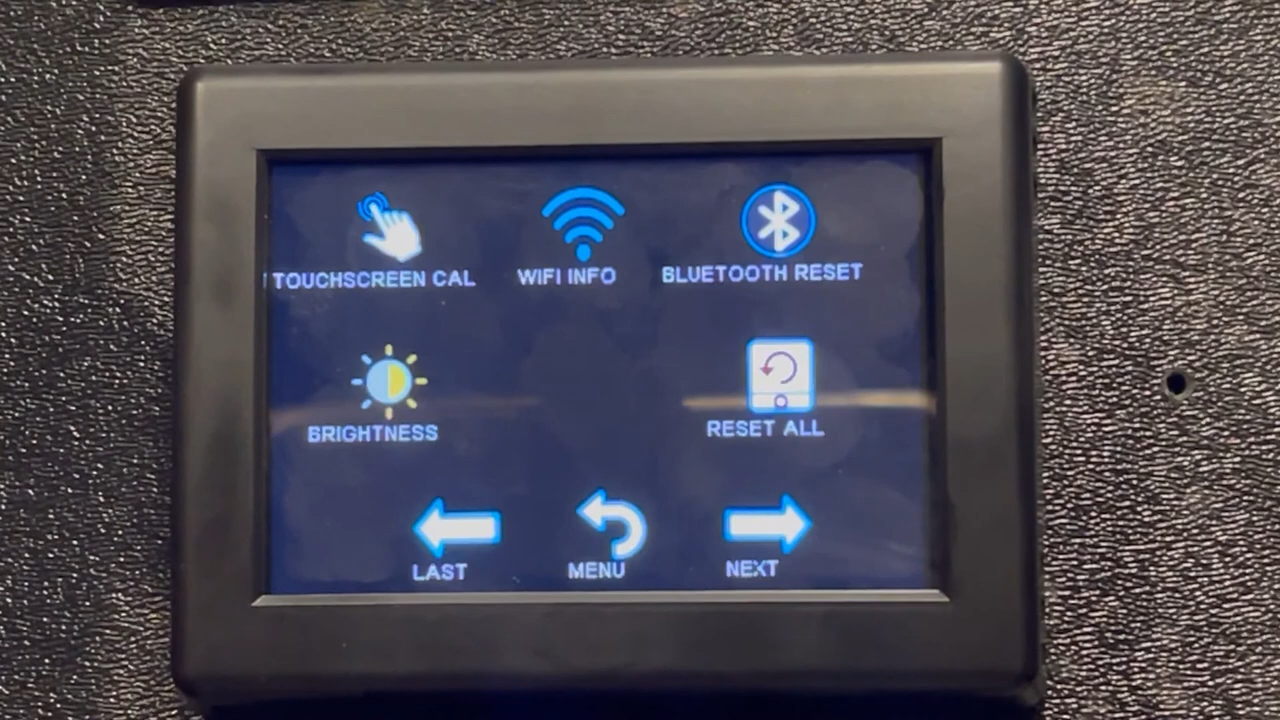 TOUCHSCREEN CAL
WIFI INFO
BLUETOOTH RESET
BRIGHTNESS
RESET ALL
LAST
MENU
NEXT